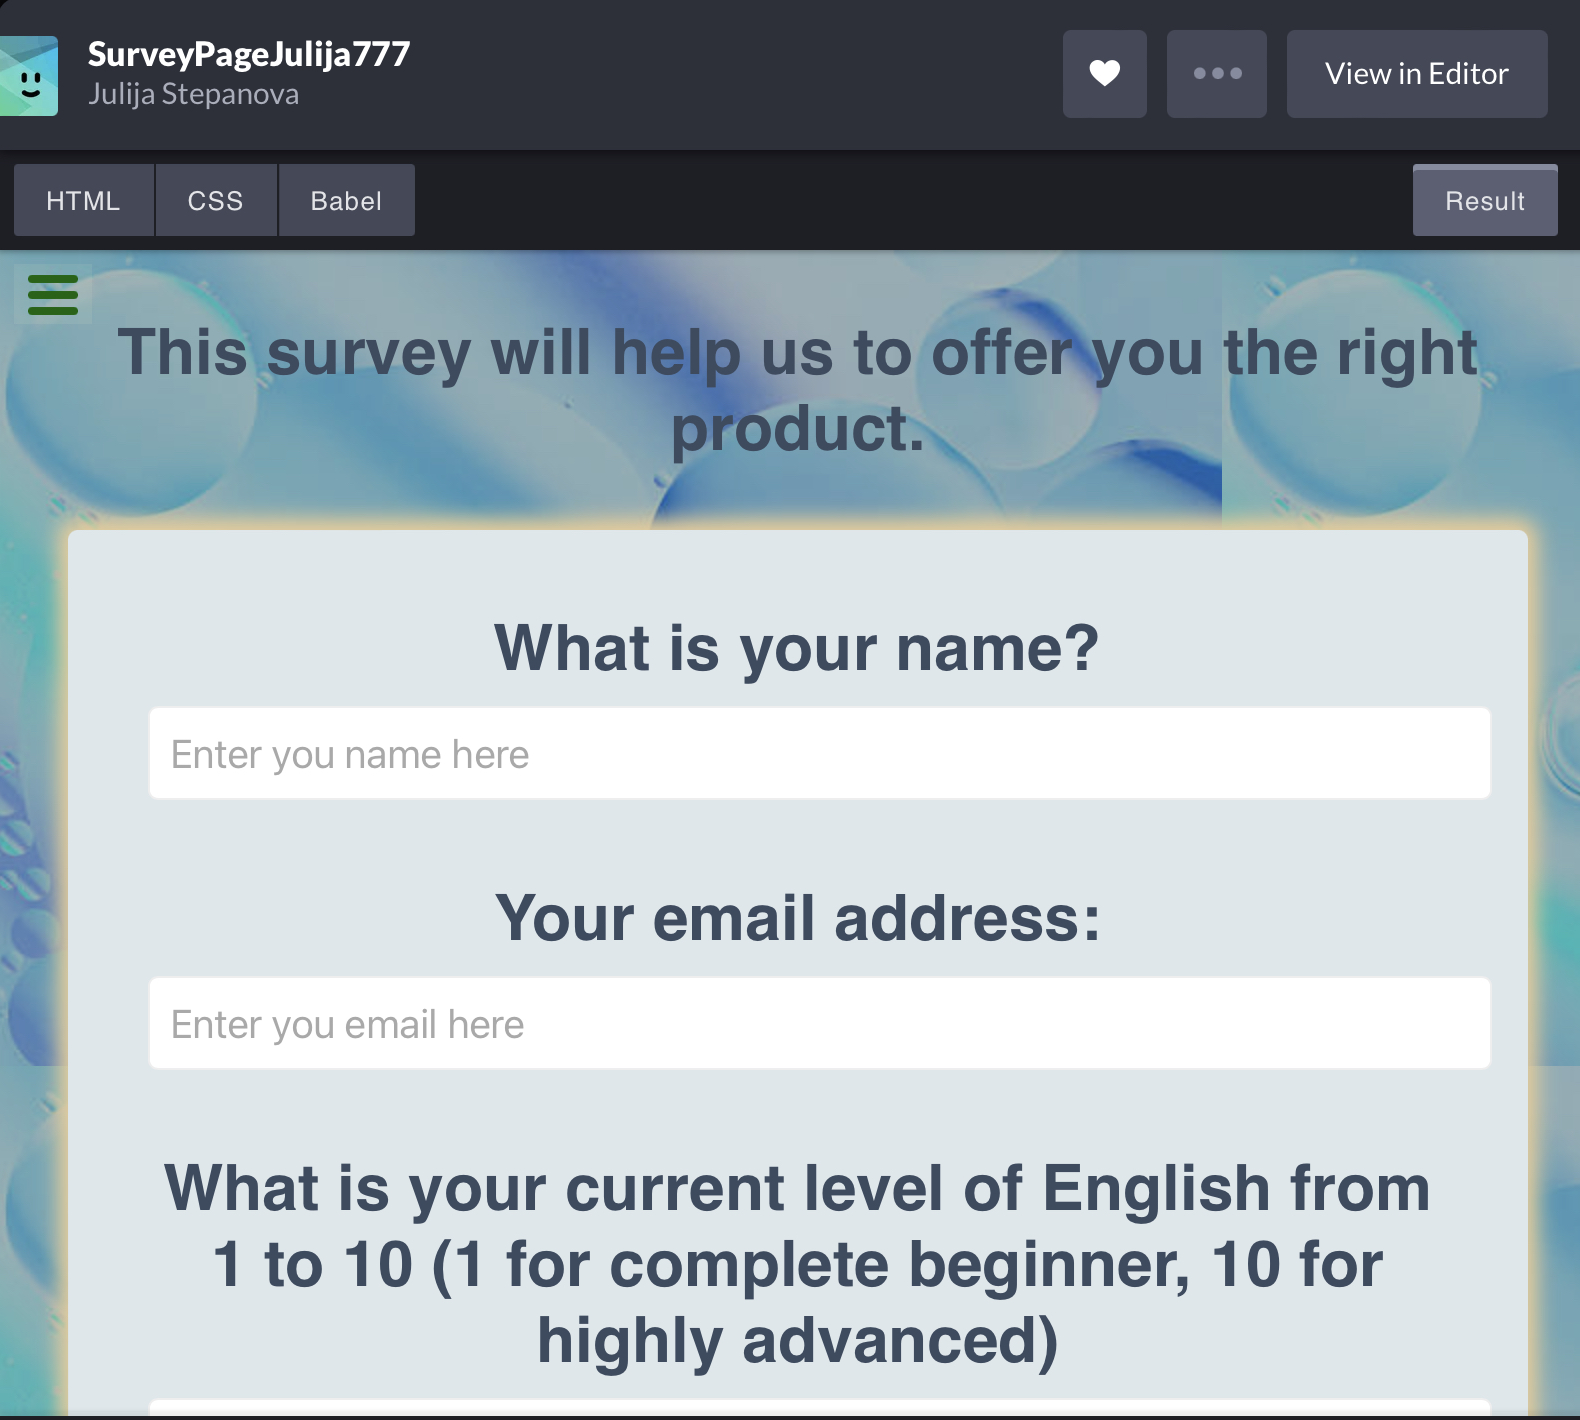 SurveyPageJulija777
Julija Stepanova
View in Editor
HTML
CSS
Babel
Result
This survey will help us to offer you the right
product.
What is your name?
Enter you name here
Your email address:
Enter you email here
What is your current level of English from
1 to 10 (1 for complete beginner, 10 for
highly advanced)